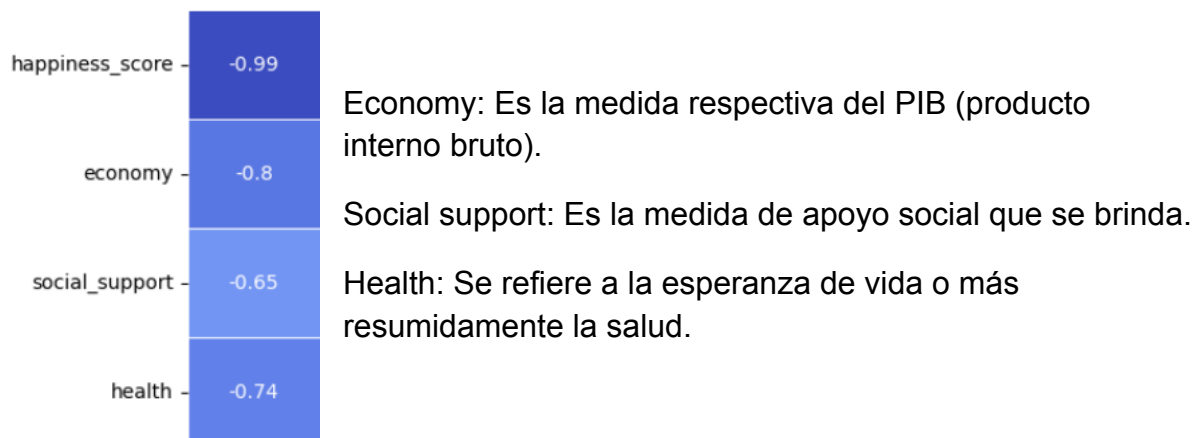 happiness_score
-0.99
economy
-0.8
social_support
-0.65
health
-0.74
Economy: Es la medida respectiva del PIB (producto
interno bruto).
Social support: Es la medida de apoyo social que se brinda.
Health: Se refiere a la esperanza de vida o más
resumidamente la salud.